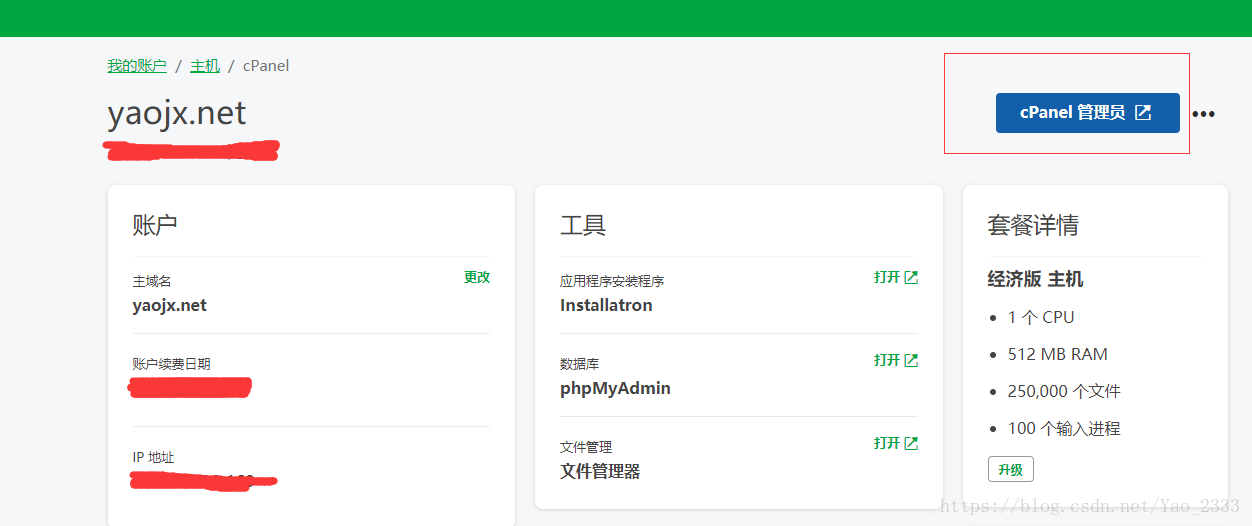 我的账户 / 主机 / cPanel
yaojx.net
cPanel 管理员
账户
主域名
更改
yaojx.net
账户续费日期
IP 地址
工具
应用程序安装程序
打开
Installatron
数据库
打开
phpMyAdmin
文件管理
打开
文件管理器
套餐详情
经济版 主机
1 个 CPU
512 MB RAM
250,000 个文件
100 个输入进程
升级
https://blog.csdn.net/Yao_2333